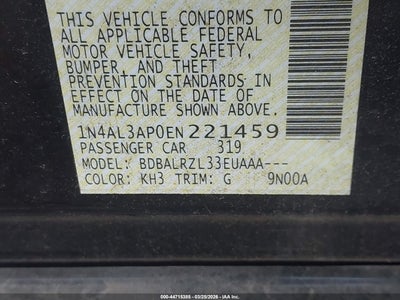 THIS VEHICLE CONFORMS TO
ALL APPLICABLE FEDERAL
MOTOR VEHICLE SAFETY,
BUMPER, AND THEFT
PREVENTION STANDARDS IN
EFFECT ON THE DATE OF
MANUFACTURE SHOWN ABOVE.
1N4AL3AP0EN221459
PASSENGER CAR 319
MODEL: BDBALRZL33EUAAA---
COLOR: KH3 TRIM: G 9N00A
000-44715385 - 03/20/2026 - IAAI